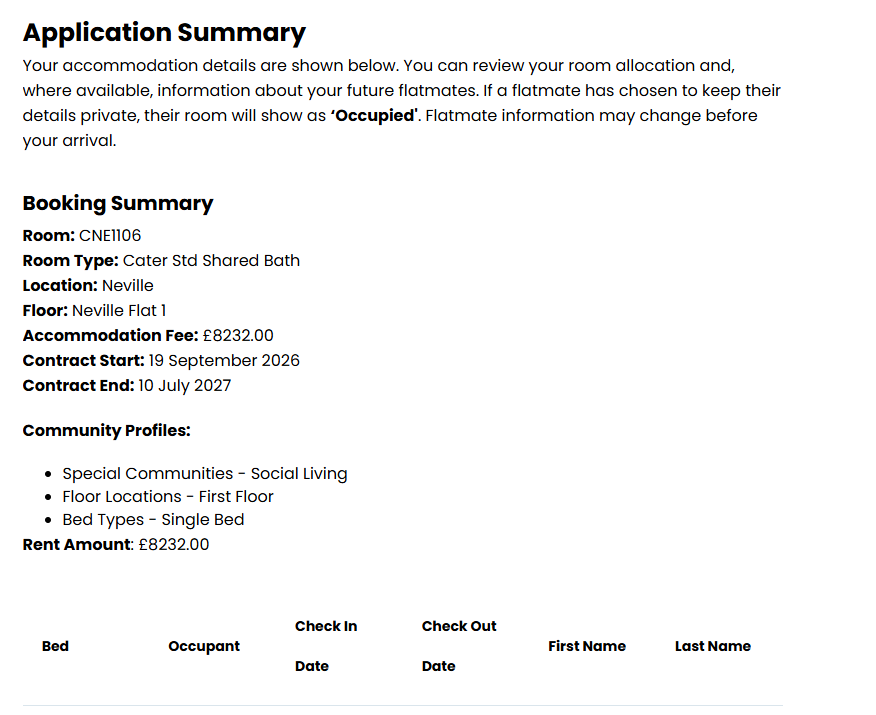 Application Summary
Your accommodation details are shown below. You can review your room allocation and,
where available, information about your future flatmates. If a flatmate has chosen to keep their
details private, their room will show as ‘Occupied'. Flatmate information may change before
your arrival.
Booking Summary
Room: CNE1106
Room Type: Cater Std Shared Bath
Location: Neville
Floor: Neville Flat 1
Accommodation Fee: £8232.00
Contract Start: 19 September 2026
Contract End: 10 July 2027
Community Profiles:
• Special Communities - Social Living
• Floor Locations - First Floor
• Bed Types - Single Bed
Rent Amount: £8232.00
Bed Occupant Check In Date Check Out Date First Name Last Name